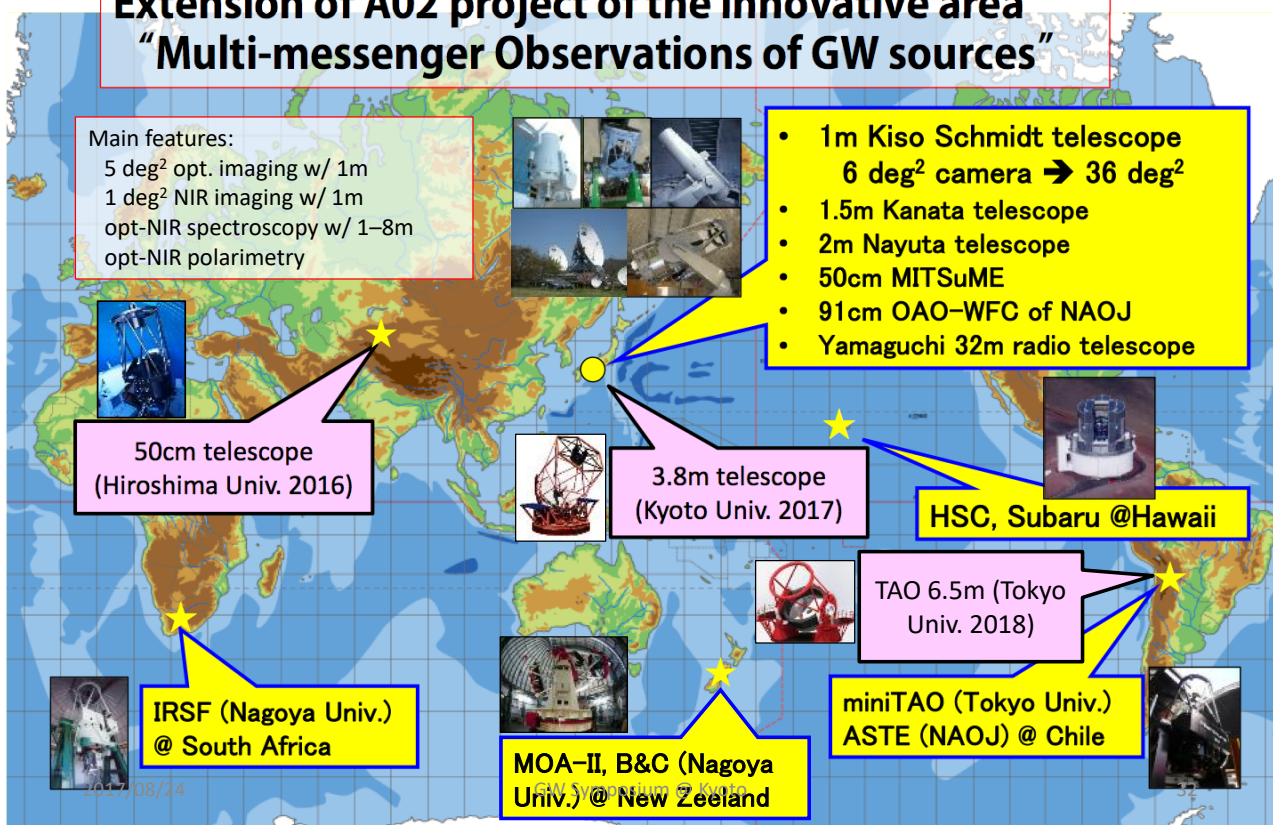 Extension of A02 project of the innovative area
“Multi-messenger Observations of GW sources”
Main features:
5 deg² opt. imaging w/ 1m
1 deg² NIR imaging w/ 1m
opt-NIR spectroscopy w/ 1–8m
opt-NIR polarimetry
• 1m Kiso Schmidt telescope
6 deg² camera ➔ 36 deg²
• 1.5m Kanata telescope
• 2m Nayuta telescope
• 50cm MITSuME
• 91cm OAO-WFC of NAOJ
• Yamaguchi 32m radio telescope
50cm telescope
(Hiroshima Univ. 2016)
3.8m telescope
(Kyoto Univ. 2017)
HSC, Subaru @Hawaii
TAO 6.5m (Tokyo
Univ. 2018)
miniTAO (Tokyo Univ.)
ASTE (NAOJ) @ Chile
IRSF (Nagoya Univ.)
@ South Africa
MOA-II, B&C (Nagoya
Univ.) @ New Zeeland
2017/08/24
GW Symposium @ Kyoto
32